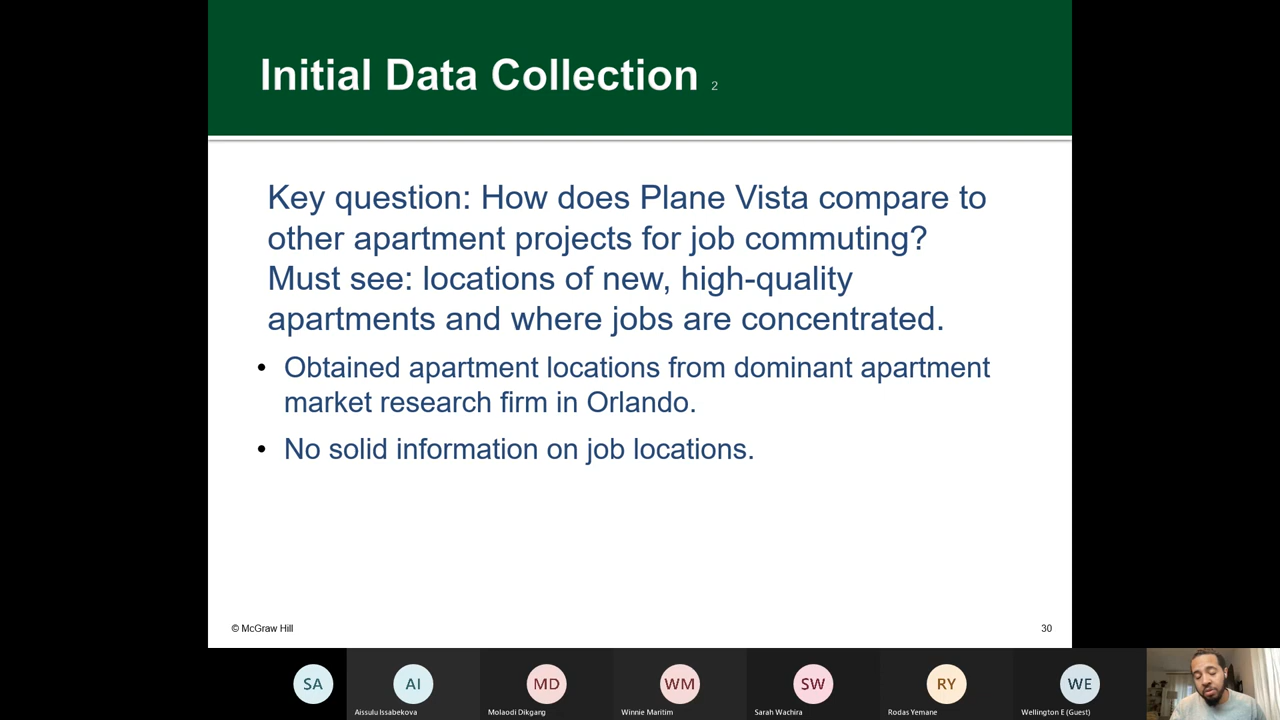 Initial Data Collection 2
Key question: How does Plane Vista compare to
other apartment projects for job commuting?
Must see: locations of new, high-quality
apartments and where jobs are concentrated.
• Obtained apartment locations from dominant apartment
market research firm in Orlando.
• No solid information on job locations.
© McGraw Hill
30
SA
AI
MD
WM
SW
RY
WE
Aissulu Issabekova
Molaodi Dikgang
Winnie Maritim
Sarah Wachira
Rodas Yemane
Wellington E (Guest)